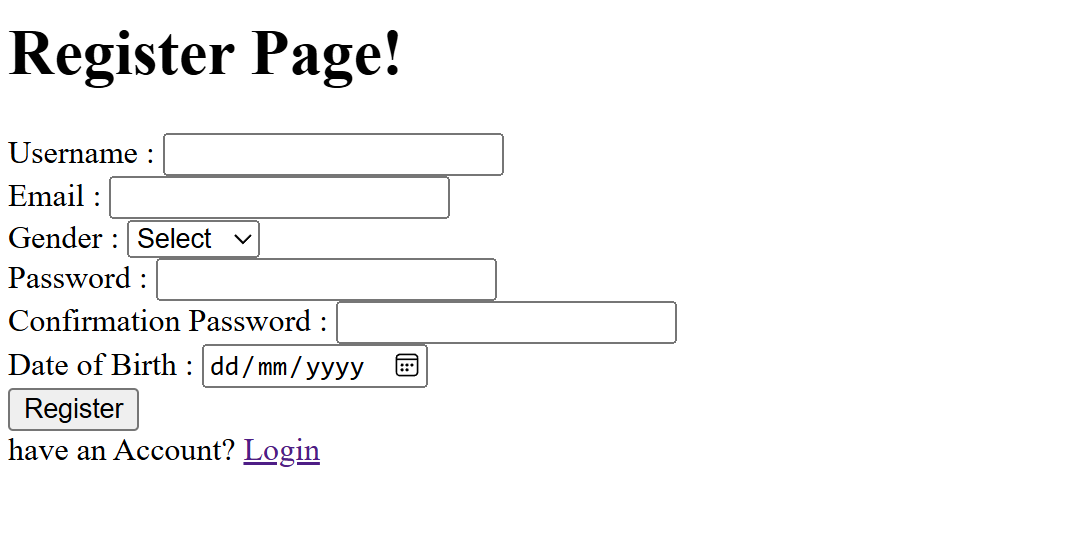 Register Page!
Username :
Email :
Gender : Select
Password :
Confirmation Password :
Date of Birth : dd/mm/yyyy
Register
have an Account? Login